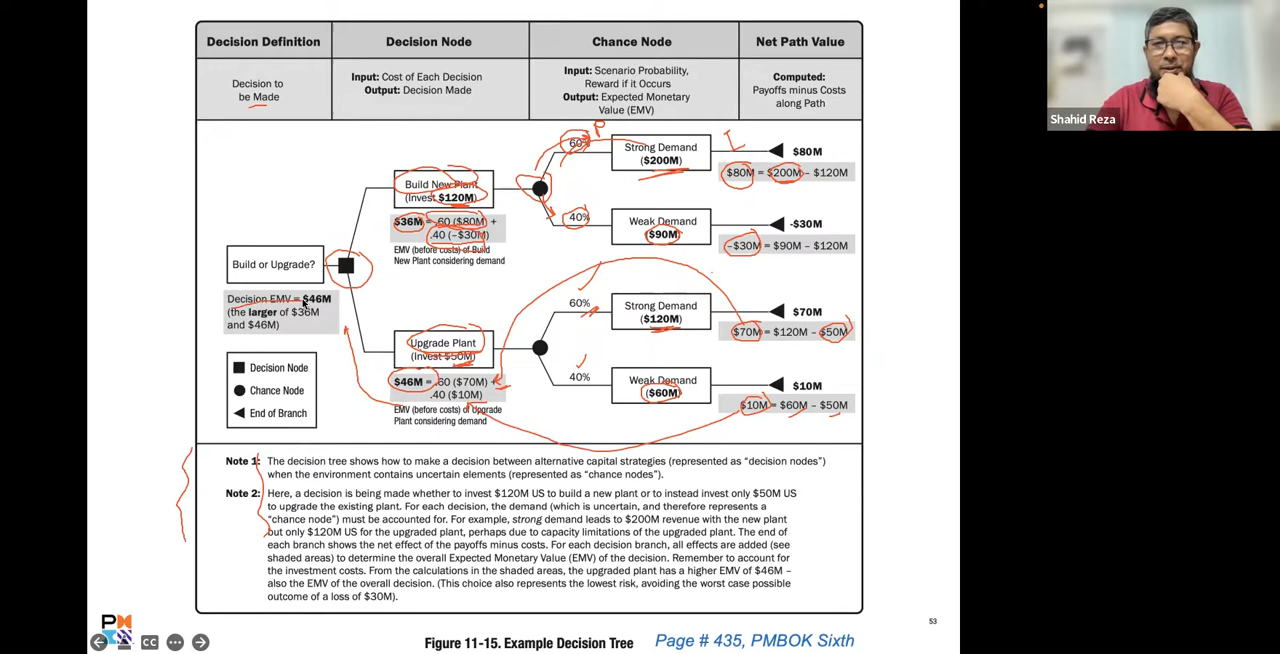 Decision Definition
Decision Node
Chance Node
Net Path Value
Decision to
be Made
Input: Cost of Each Decision
Output: Decision Made
Input: Scenario Probability,
Reward if it Occurs
Output: Expected Monetary
Value (EMV)
Computed:
Payoffs minus Costs
along Path
P
I
60%
Strong Demand
($200M)
$80M
$80M = $200M – $120M
Build New Plant
(Invest $120M)
$36M = .60 ($80M) +
.40 (–$30M)
EMV (before costs) of Build
New Plant considering demand
40%
Weak Demand
($90M)
-$30M
–$30M = $90M – $120M
Build or Upgrade?
Decision EMV = $46M
(the larger of $36M
and $46M)
60%
Strong Demand
($120M)
$70M
$70M = $120M – $50M
Upgrade Plant
(Invest $50M)
$46M = .60 ($70M) +
.40 ($10M)
EMV (before costs) of Upgrade
Plant considering demand
40%
Weak Demand
($60M)
$10M
$10M = $60M – $50M
Decision Node
Chance Node
End of Branch
Note 1: The decision tree shows how to make a decision between alternative capital strategies (represented as “decision nodes”)
when the environment contains uncertain elements (represented as “chance nodes”).
Note 2: Here, a decision is being made whether to invest $120M US to build a new plant or to instead invest only $50M US
to upgrade the existing plant. For each decision, the demand (which is uncertain, and therefore represents a
“chance node”) must be accounted for. For example, strong demand leads to $200M revenue with the new plant
but only $120M US for the upgraded plant, perhaps due to capacity limitations of the upgraded plant. The end of
each branch shows the net effect of the payoffs minus costs. For each decision branch, all effects are added (see
shaded areas) to determine the overall Expected Monetary Value (EMV) of the decision. Remember to account for
the investment costs. From the calculations in the shaded areas, the upgraded plant has a higher EMV of $46M –
also the EMV of the overall decision. (This choice also represents the lowest risk, avoiding the worst case possible
outcome of a loss of $30M).
53
PM
CC
Figure 11-15. Example Decision Tree
Page # 435, PMBOK Sixth
Shahid Reza